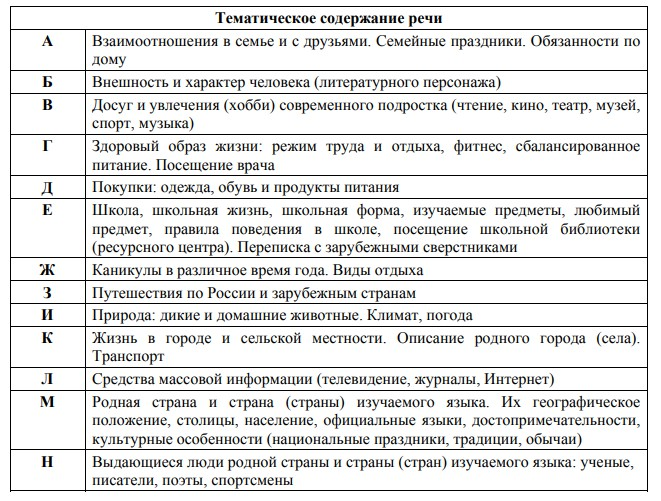 Тематическое содержание речи
А Взаимоотношения в семье и с друзьями. Семейные праздники. Обязанности по
дому
Б Внешность и характер человека (литературного персонажа)
В Досуг и увлечения (хобби) современного подростка (чтение, кино, театр, музей,
спорт, музыка)
Г Здоровый образ жизни: режим труда и отдыха, фитнес, сбалансированное
питание. Посещение врача
Д Покупки: одежда, обувь и продукты питания
Е Школа, школьная жизнь, школьная форма, изучаемые предметы, любимый
предмет, правила поведения в школе, посещение школьной библиотеки
(ресурсного центра). Переписка с зарубежными сверстниками
Ж Каникулы в различное время года. Виды отдыха
З Путешествия по России и зарубежным странам
И Природа: дикие и домашние животные. Климат, погода
К Жизнь в городе и сельской местности. Описание родного города (села).
Транспорт
Л Средства массовой информации (телевидение, журналы, Интернет)
М Родная страна и страна (страны) изучаемого языка. Их географическое
положение, столицы, население, официальные языки, достопримечательности,
культурные особенности (национальные праздники, традиции, обычаи)
Н Выдающиеся люди родной страны и страны (стран) изучаемого языка: ученые,
писатели, поэты, спортсмены